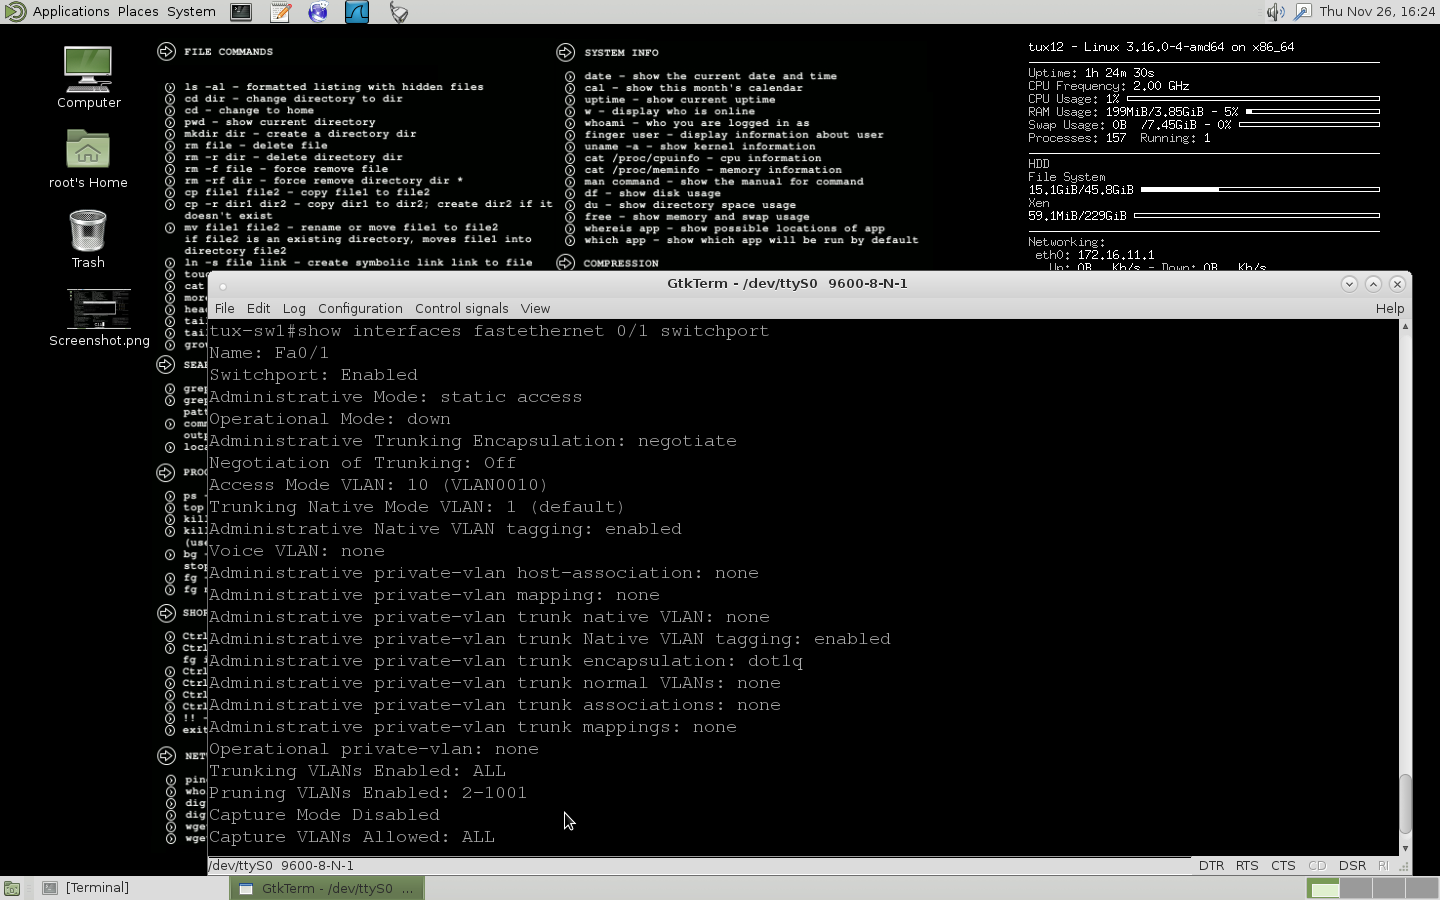 Applications Places System
Thu Nov 26, 16:24
Computer
root's Home
Trash
Screenshot.png
FILE COMMANDS
ls -al - formatted listing with hidden files
cd dir - change directory to dir
cd - change to home
pwd - show current directory
mkdir dir - create a directory dir
rm file - delete file
rm -r dir - delete directory dir
rm -f file - force remove file
rm -rf dir - force remove directory dir *
cp file1 file2 - copy file1 to file2
cp -r dir1 dir2 - copy dir1 to dir2; create dir2 if it
doesn't exist
mv file1 file2 - rename or move file1 to file2
if file2 is an existing directory, moves file1 into
directory file2
ln -s file link - create symbolic link link to file
touc
cat
more
head
tail
tail
grow
SEAR
grep
grep
patt
comm
outp
loca
PROC
ps -
top
kill
kill
(use
bg -
stop
fg -
fg n
SHOR
Ctrl
Ctrl
fg i
Ctrl
Ctrl
Ctrl
Ctrl
!! -
exit
NET
pin
who
dig
dig
wge
wge
SYSTEM INFO
date - show the current date and time
cal - show this month's calendar
uptime - show current uptime
w - display who is online
whoami - who you are logged in as
finger user - display information about user
uname -a - show kernel information
cat /proc/cpuinfo - cpu information
cat /proc/meminfo - memory information
man command - show the manual for command
df - show disk usage
du - show directory space usage
free - show memory and swap usage
whereis app - show possible locations of app
which app - show which app will be run by default
COMPRESSION
tux12 - Linux 3.16.0-4-amd64 on x86_64
Uptime: 1h 24m 30s
CPU Frequency: 2.00 GHz
CPU Usage: 1%
RAM Usage: 199MiB/3.85GiB - 5%
Swap Usage: 0B /7.45GiB - 0%
Processes: 157 Running: 1
HDD
File System
15.1GiB/45.8GiB
Xen
59.1MiB/229GiB
Networking:
eth0: 172.16.11.1
Up: 0B Kb/s - Down: 0B Kb/s
GtkTerm - /dev/ttyS0 9600-8-N-1
File Edit Log Configuration Control signals View Help
tux-sw1#show interfaces fastethernet 0/1 switchport
Name: Fa0/1
Switchport: Enabled
Administrative Mode: static access
Operational Mode: down
Administrative Trunking Encapsulation: negotiate
Negotiation of Trunking: Off
Access Mode VLAN: 10 (VLAN0010)
Trunking Native Mode VLAN: 1 (default)
Administrative Native VLAN tagging: enabled
Voice VLAN: none
Administrative private-vlan host-association: none
Administrative private-vlan mapping: none
Administrative private-vlan trunk native VLAN: none
Administrative private-vlan trunk Native VLAN tagging: enabled
Administrative private-vlan trunk encapsulation: dot1q
Administrative private-vlan trunk normal VLANs: none
Administrative private-vlan trunk associations: none
Administrative private-vlan trunk mappings: none
Operational private-vlan: none
Trunking VLANs Enabled: ALL
Pruning VLANs Enabled: 2-1001
Capture Mode Disabled
Capture VLANs Allowed: ALL
/dev/ttyS0 9600-8-N-1
DTR RTS CTS CD DSR RI
[Terminal]
GtkTerm - /dev/ttyS0 ...